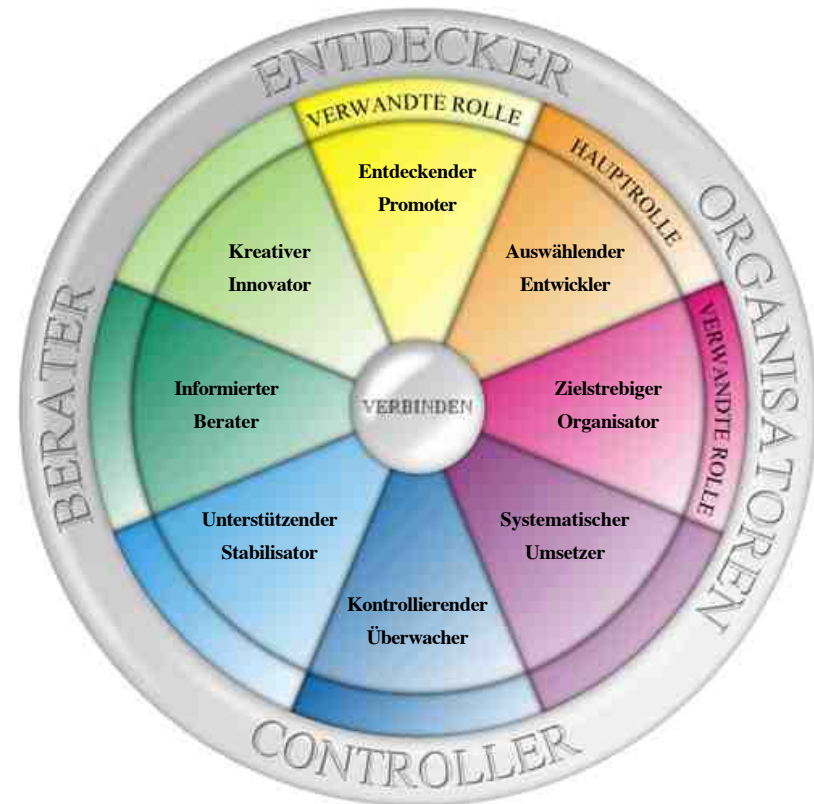 ENTDECKER
VERWANDTE ROLLE
HAUPTROLLE
Entdeckender
Promoter
Kreativer
Innovator
Auswählender
Entwickler
ORGANISATOREN
VERWANDTE ROLLE
BERATER
Informierter
Berater
VERBINDEN
Zielstrebiger
Organisator
Unterstützender
Stabilisator
Systematischer
Umsetzer
Kontrollierender
Überwacher
CONTROLLER